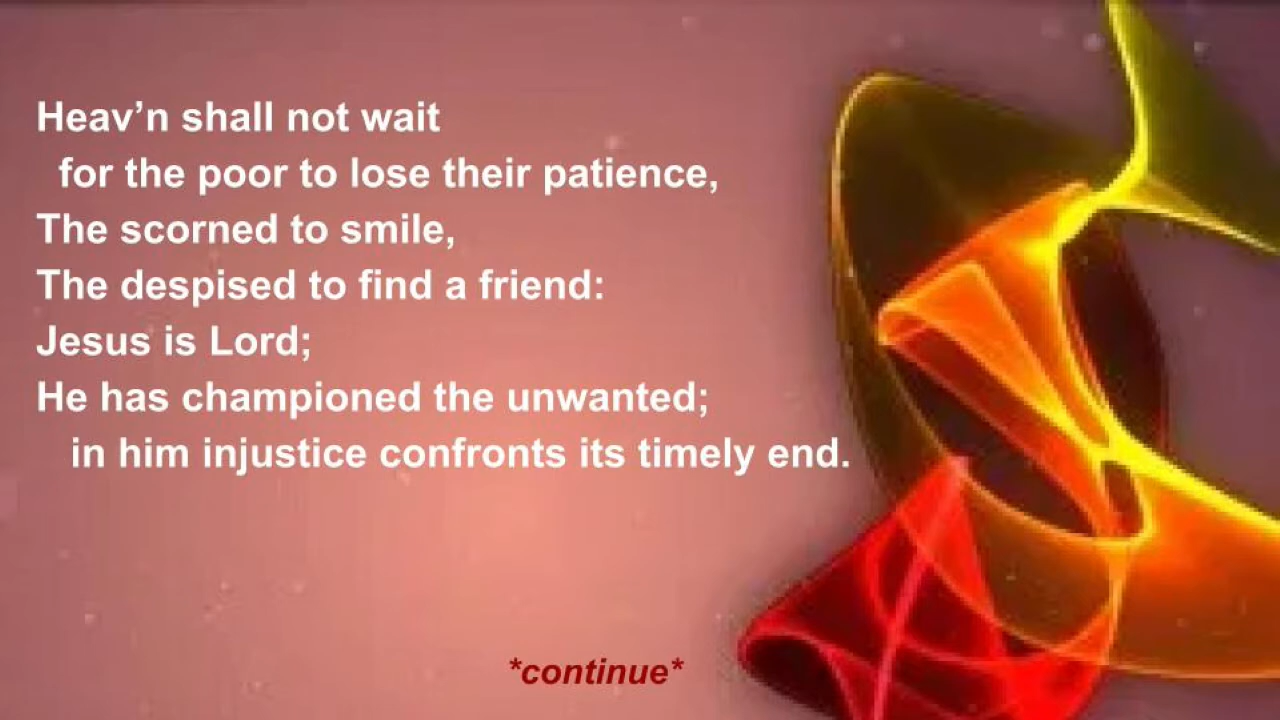 Heav’n shall not wait
for the poor to lose their patience,
The scorned to smile,
The despised to find a friend:
Jesus is Lord;
He has championed the unwanted;
in him injustice confronts its timely end.
*continue*